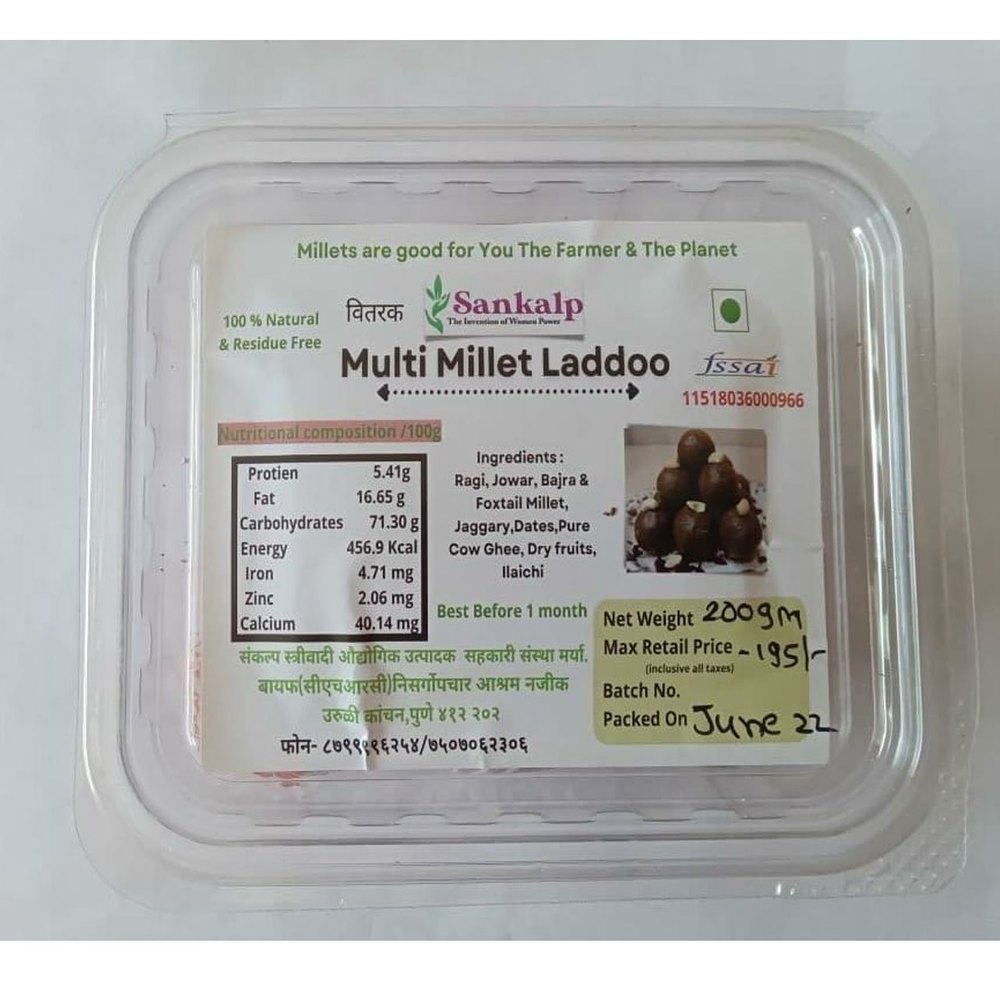 Millets are good for You The Farmer & The Planet
100 % Natural
& Residue Free
वितरक
Sankalp
The Invention of Women Power
Multi Millet Laddoo
fssai
11518036000966
Nutritional composition /100g
Protien 5.41g
Fat 16.65 g
Carbohydrates 71.30 g
Energy 456.9 Kcal
Iron 4.71 mg
Zinc 2.06 mg
Calcium 40.14 mg
Ingredients :
Ragi, Jowar, Bajra &
Foxtail Millet,
Jaggary,Dates,Pure
Cow Ghee, Dry fruits,
Ilaichi
Best Before 1 month
Net Weight 200gm
Max Retail Price - 195/-
(inclusive all taxes)
Batch No.
Packed On June 22
संकल्प स्त्रीवादी औद्योगिक उत्पादक सहकारी संस्था मर्या.
बायफ(सीएचआरसी)निसर्गोपचार आश्रम नजीक
उरुळी कांचन,पुणे ४१२ २०२
फोन- ८७९९९९६२५४/७५०७०६२३०६